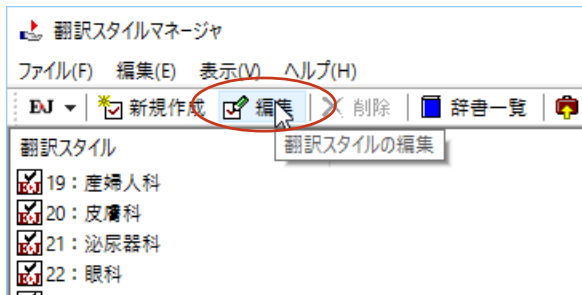 翻訳スタイルマネージャ
ファイル(F) 編集(E) 表示(V) ヘルプ(H)
EJ 新規作成 編集 削除 辞書一覧
翻訳スタイルの編集
翻訳スタイル
19：産婦人科
20：皮膚科
21：泌尿器科
22：眼科